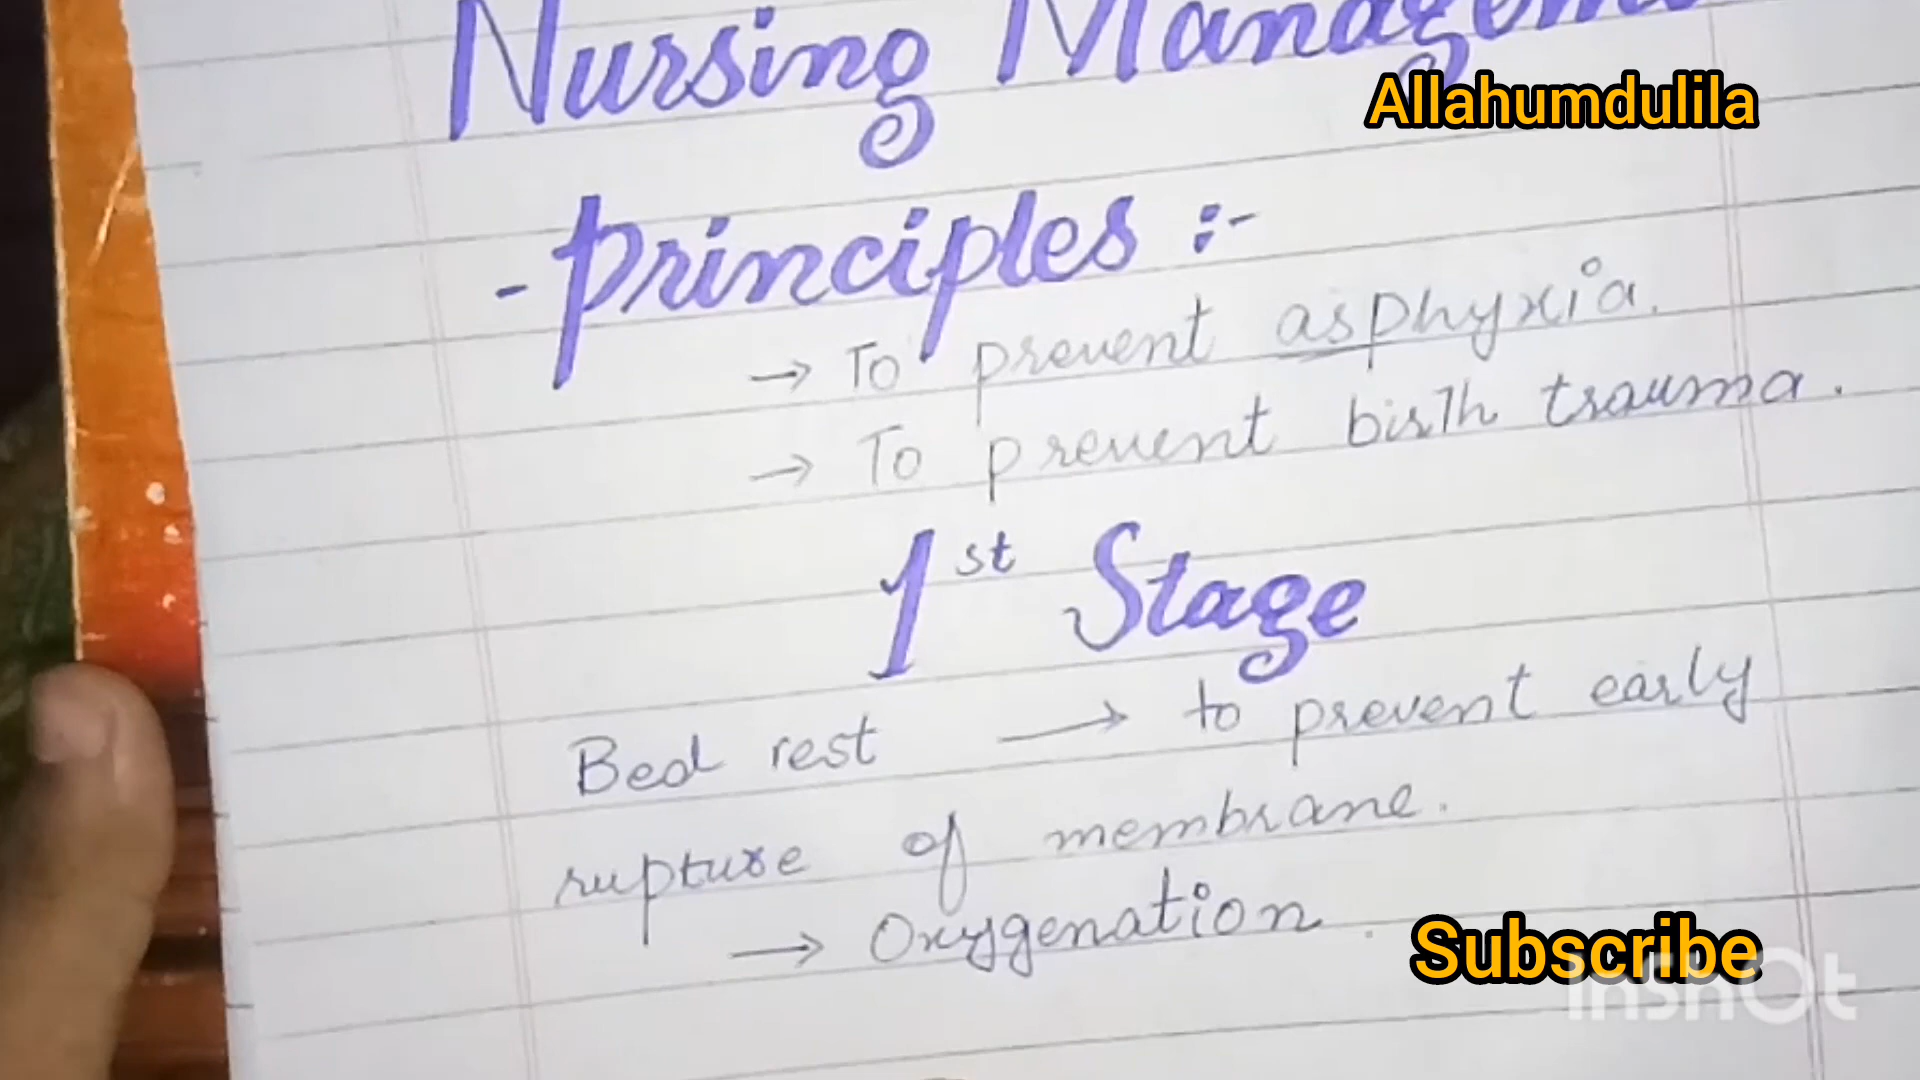 Nursing Managem
Allahumdulila
- Principles :-
→ To prevent asphyxia.
→ To prevent birth trauma.
1st Stage
Bed rest → to prevent early
rupture of membrane.
→ Oxygenation.
Subscribe
InShOt